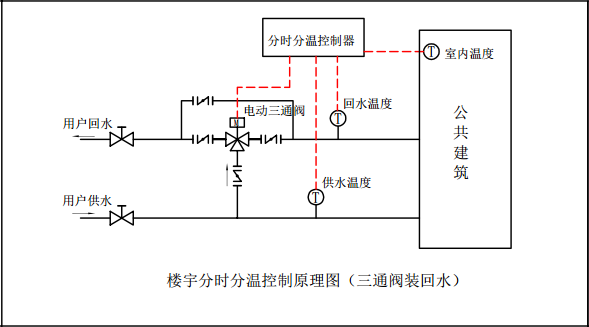 分时分温控制器
T
室内温度
电动三通阀
回水温度
M
T
用户回水
公共建筑
供水温度
T
用户供水
楼宇分时分温控制原理图（三通阀装回水）